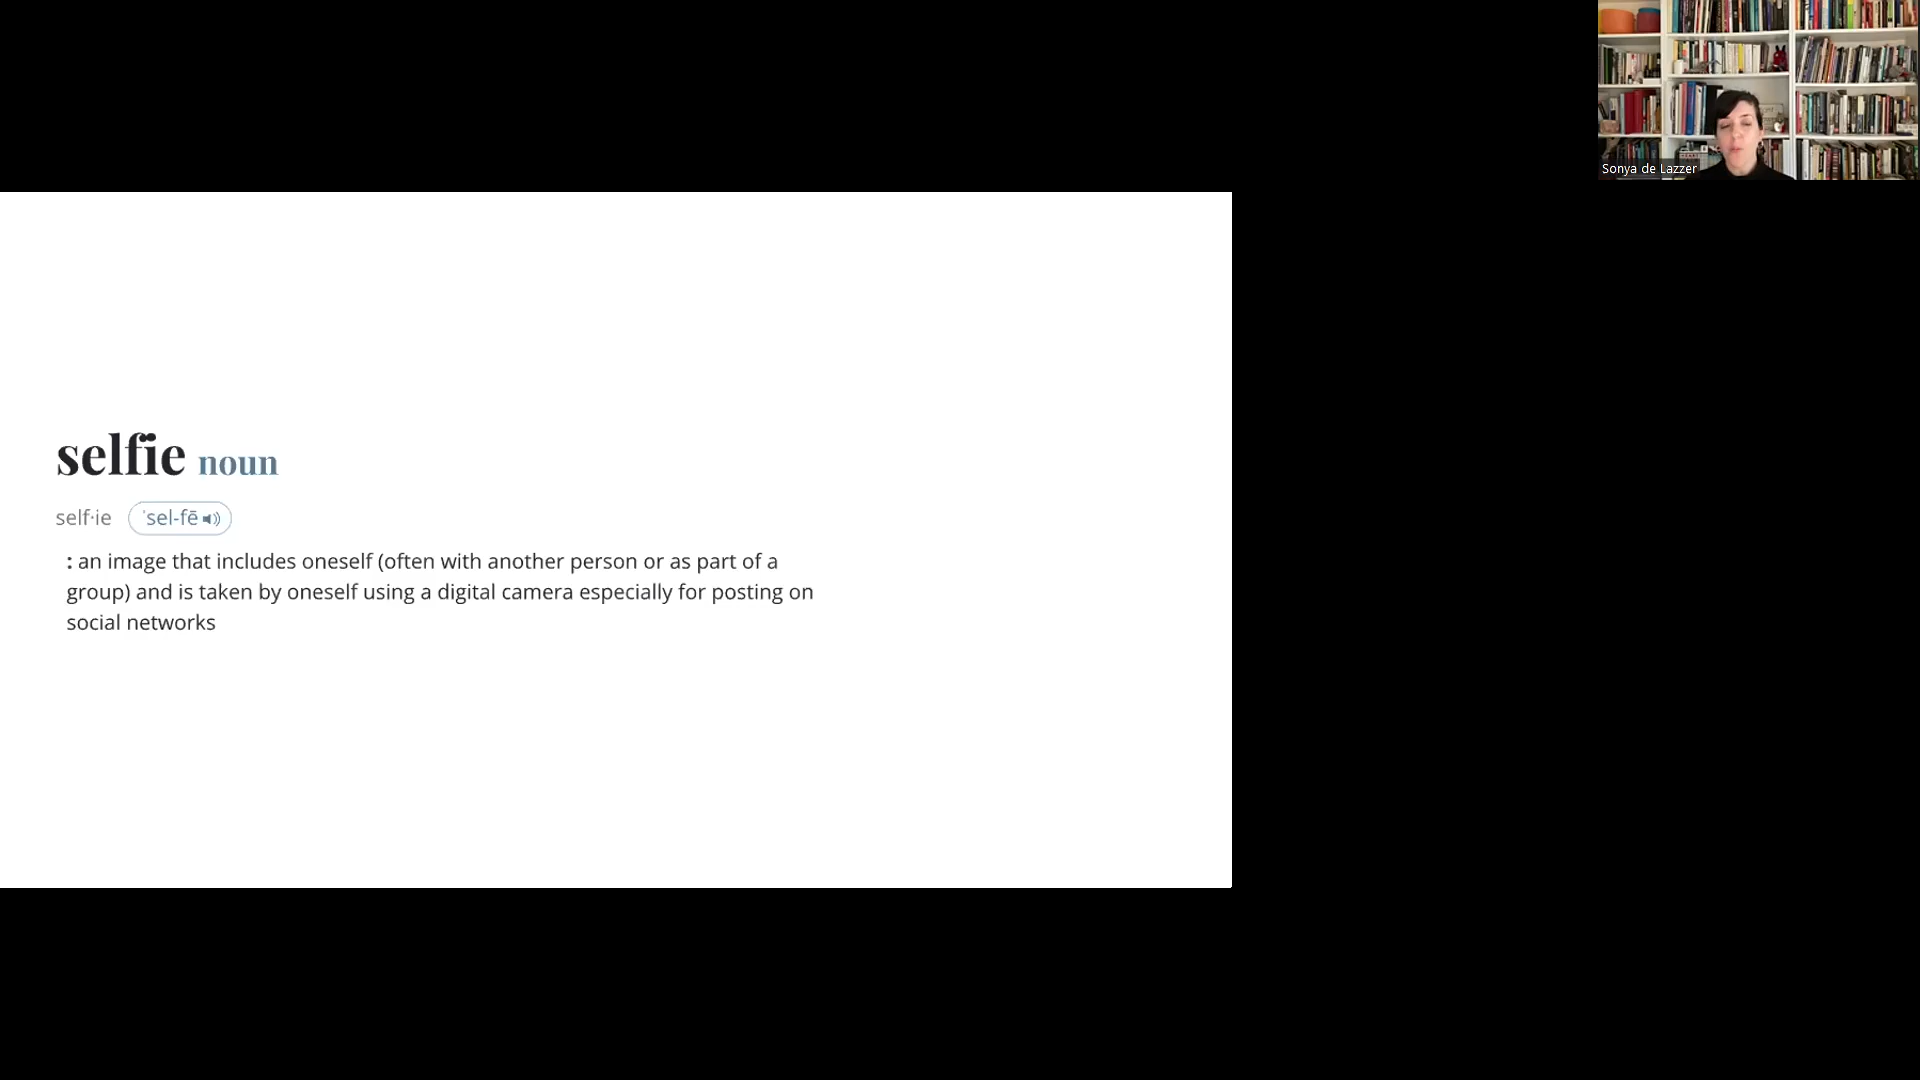 Sonya de Lazzer
selfie noun
self·ie ˈsel-fē
: an image that includes oneself (often with another person or as part of a
group) and is taken by oneself using a digital camera especially for posting on
social networks